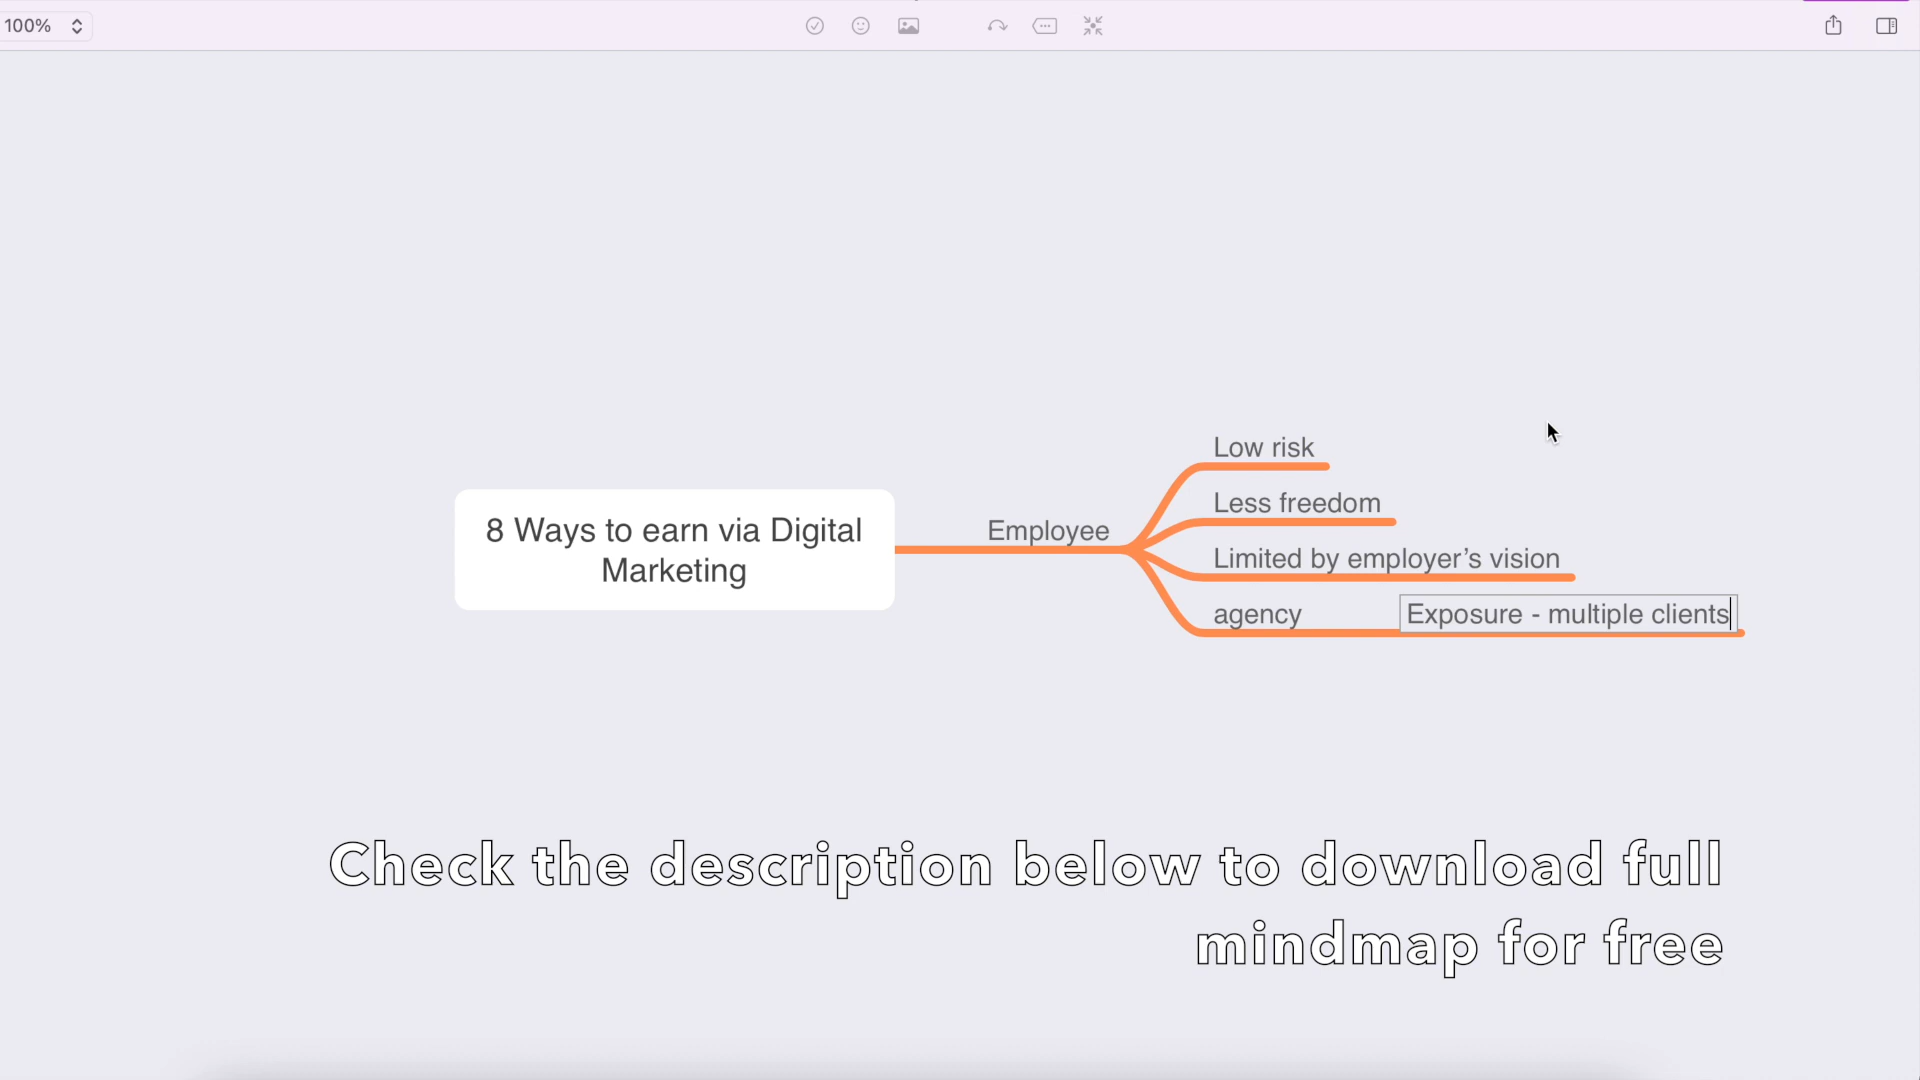 100%
Low risk
Less freedom
8 Ways to earn via Digital
Marketing
Employee
Limited by employer’s vision
agency
Exposure - multiple clients
Check the description below to download full
mindmap for free